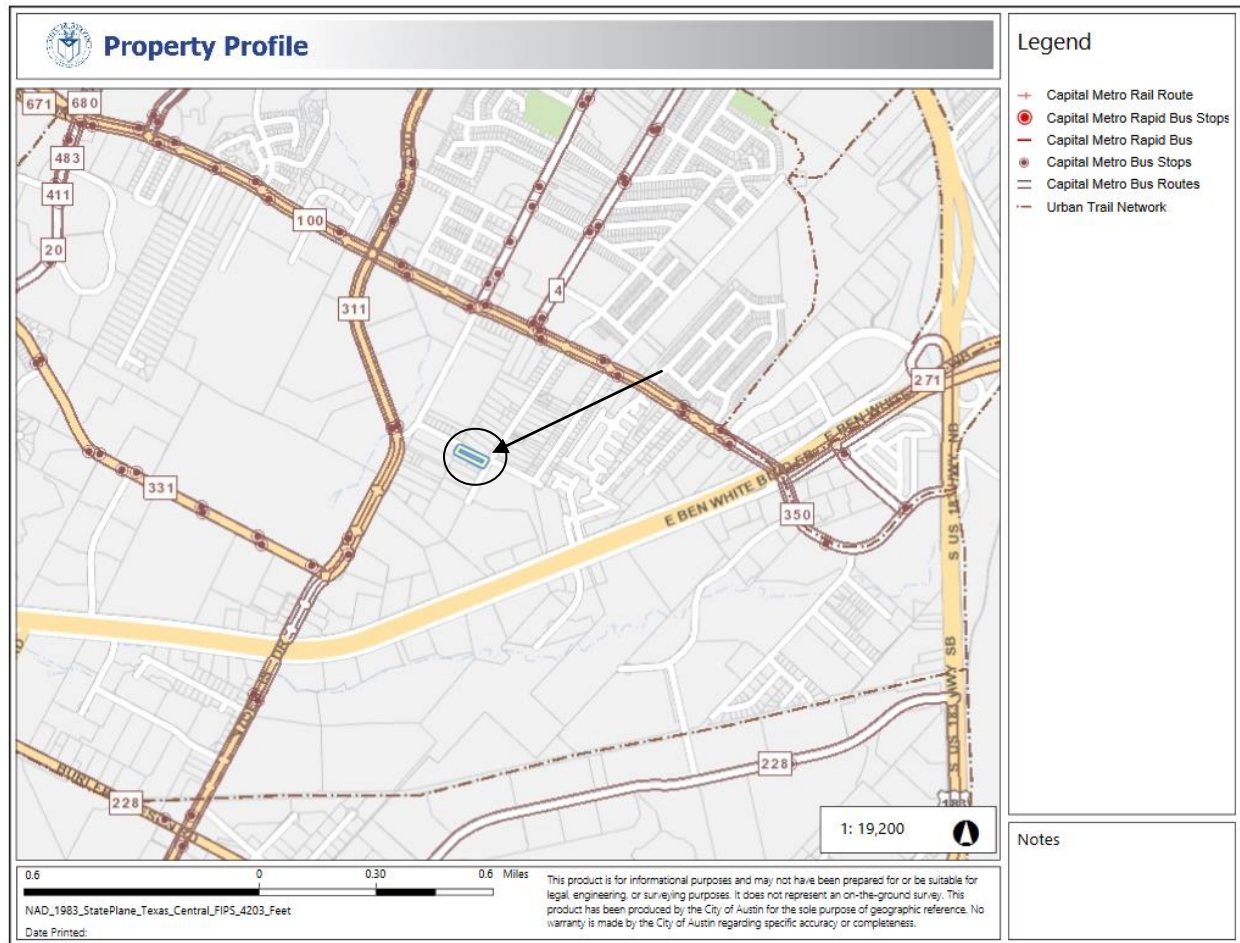 Property Profile
671
680
483
411
20
100
311
4
331
271
E BEN WHITE BLVD EB
350
S US 183 HWY NB
S US 183 HWY SB
228
228
183
1: 19,200
Legend
Capital Metro Rail Route
Capital Metro Rapid Bus Stops
Capital Metro Rapid Bus
Capital Metro Bus Stops
Capital Metro Bus Routes
Urban Trail Network
Notes
0.6 0 0.30 0.6 Miles
NAD_1983_StatePlane_Texas_Central_FIPS_4203_Feet
Date Printed:
This product is for informational purposes and may not have been prepared for or be suitable for
legal, engineering, or surveying purposes. It does not represent an on-the-ground survey. This
product has been produced by the City of Austin for the sole purpose of geographic reference. No
warranty is made by the City of Austin regarding specific accuracy or completeness.